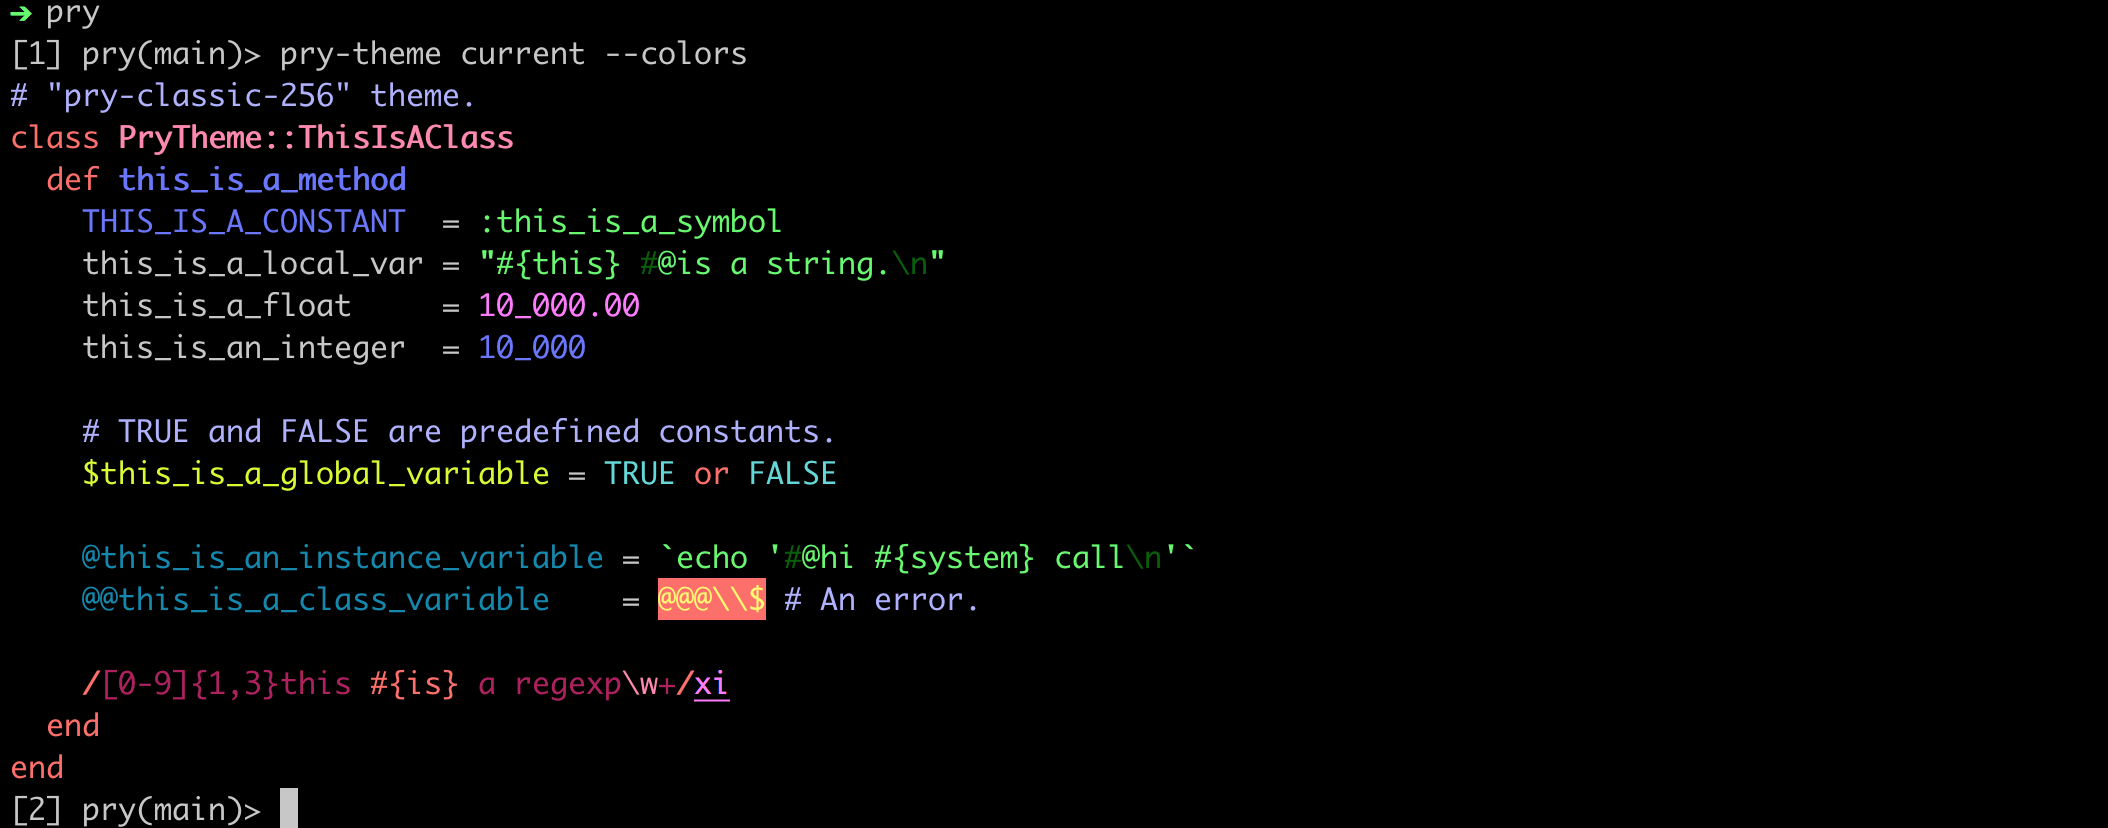 ➔ pry
[1] pry(main)> pry-theme current --colors
# "pry-classic-256" theme.
class PryTheme::ThisIsAClass
  def this_is_a_method
    THIS_IS_A_CONSTANT  = :this_is_a_symbol
    this_is_a_local_var = "#{this} #@is a string.\n"
    this_is_a_float     = 10_000.00
    this_is_an_integer  = 10_000

    # TRUE and FALSE are predefined constants.
    $this_is_a_global_variable = TRUE or FALSE

    @this_is_an_instance_variable = `echo '#@hi #{system} call\n'`
    @@this_is_a_class_variable    = @@@\\$ # An error.

    /[0-9]{1,3}this #{is} a regexp\w+/xi
  end
end
[2] pry(main)>